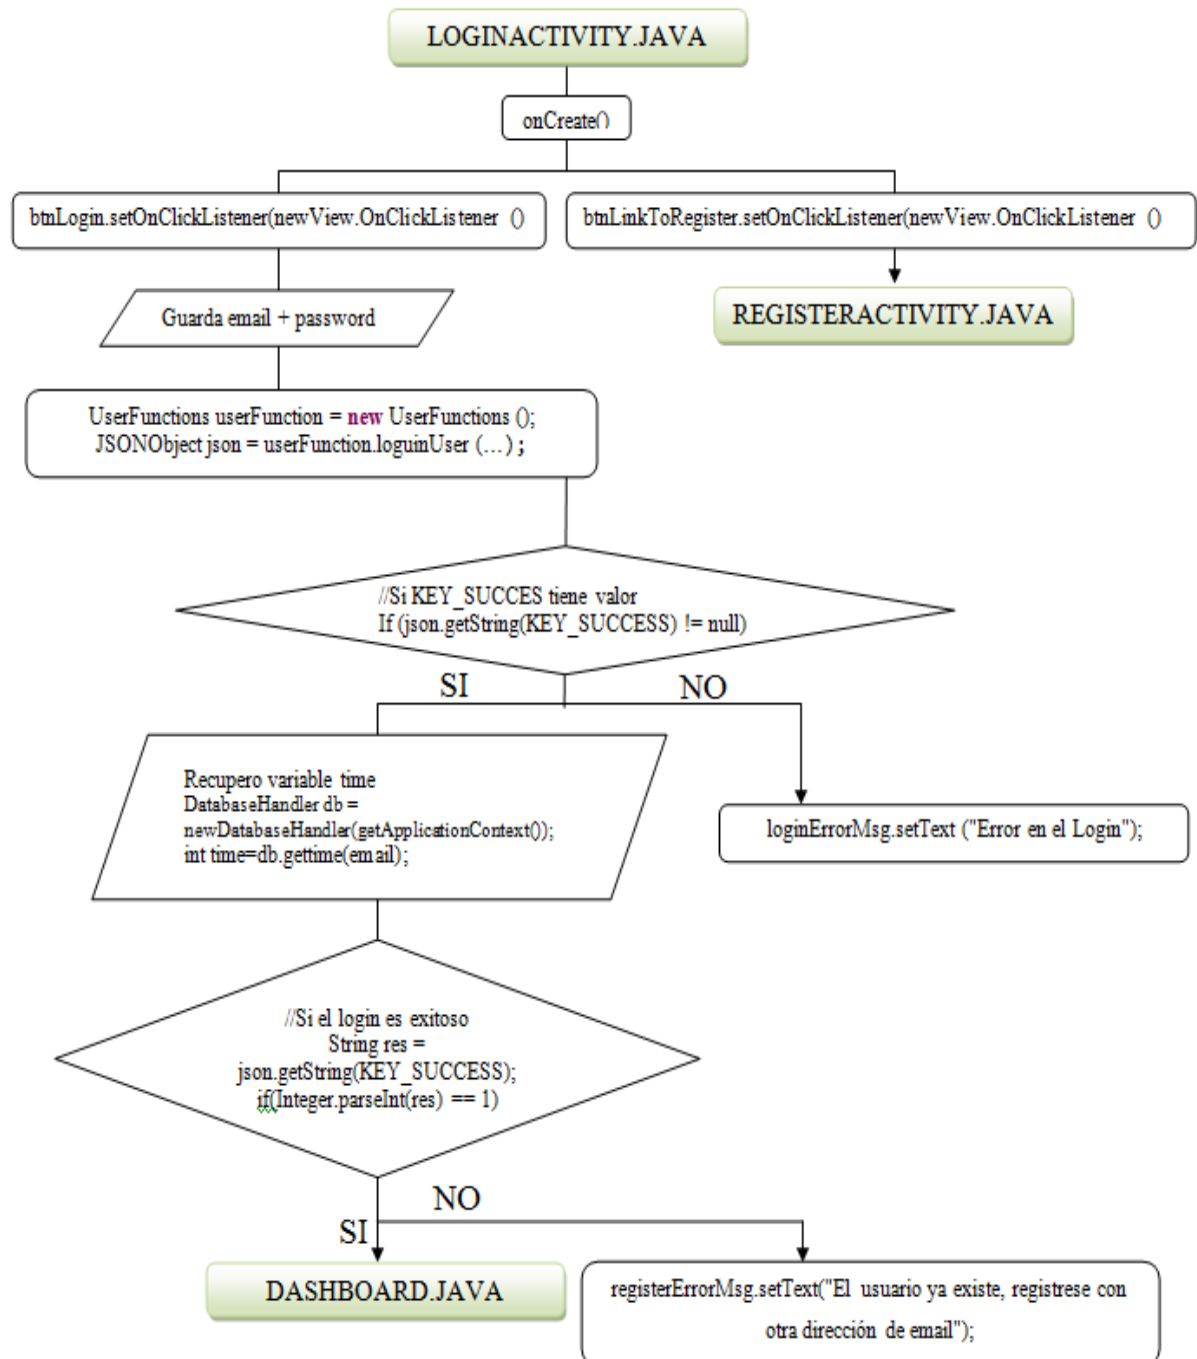 LOGINACTIVITY.JAVA
onCreate()
btnLogin.setOnClickListener(newView.OnClickListener ()
btnLinkToRegister.setOnClickListener(newView.OnClickListener ()
Guarda email + password
REGISTERACTIVITY.JAVA
UserFunctions userFunction = new UserFunctions ();
JSONObject json = userFunction.loguinUser (…) ;
//Si KEY_SUCCES tiene valor
If (json.getString(KEY_SUCCESS) != null)
SI
NO
Recupero variable time
DatabaseHandler db =
newDatabaseHandler(getApplicationContext());
int time=db.gettime(email);
loginErrorMsg.setText ("Error en el Login");
//Si el login es exitoso
String res =
json.getString(KEY_SUCCESS);
if(Integer.parseInt(res) == 1)
NO
SI
DASHBOARD.JAVA
registerErrorMsg.setText("El usuario ya existe, registrese con
otra dirección de email");